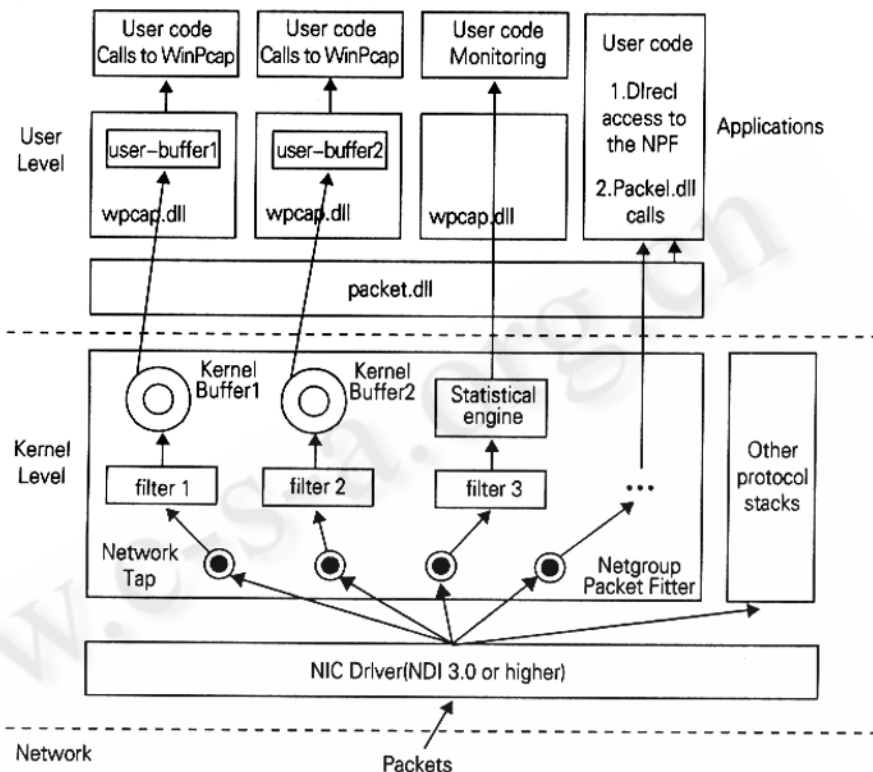 User code
Calls to WinPcap
User code
Calls to WinPcap
User code
Monitoring
User code
1.DIrecl
access to
the NPF
2.Packel.dll
calls
Applications
User
Level
user-buffer1
wpcap.dll
user-buffer2
wpcap.dll
wpcap.dll
packet.dll
Kernel
Level
Kernel
Buffer1
Kernel
Buffer2
Statistical
engine
filter 1
filter 2
filter 3
...
Network
Tap
Netgroup
Packet Fitter
Other
protocol
stacks
NIC Driver(NDI 3.0 or higher)
Network
Packets
w.c-s-a.org.cn